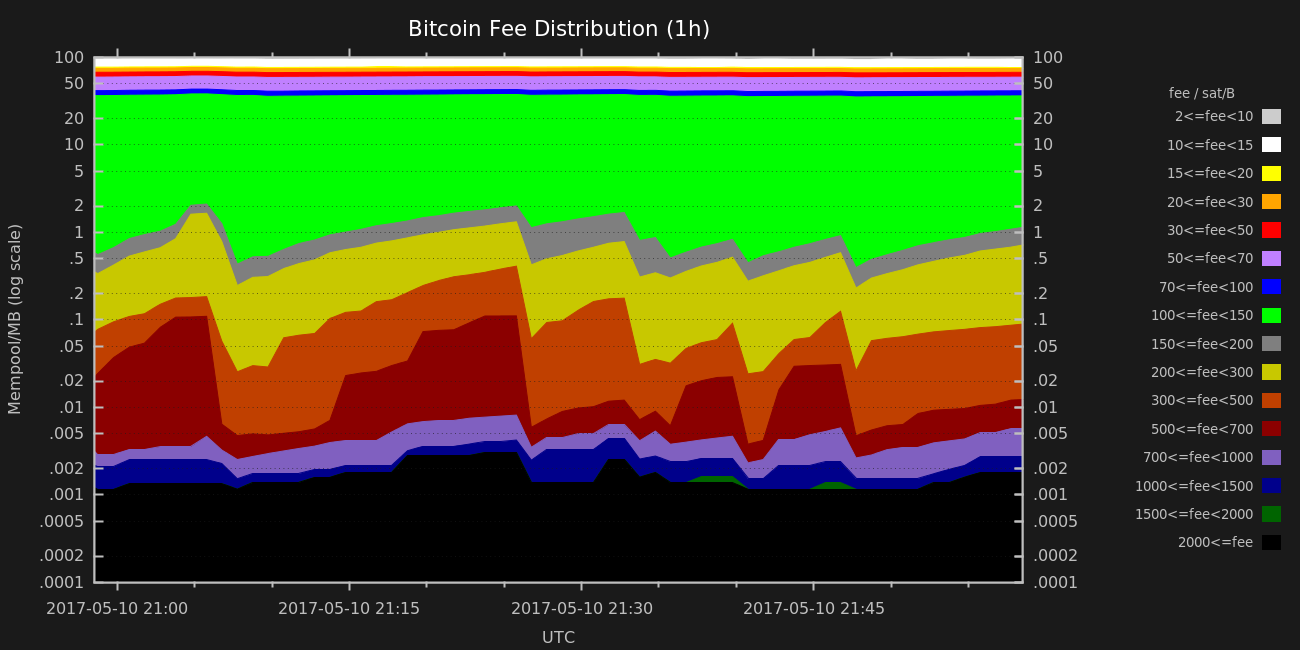 Bitcoin Fee Distribution (1h)
Mempool/MB (log scale)
100
50
20
10
5
2
1
.5
.2
.1
.05
.02
.01
.005
.002
.001
.0005
.0002
.0001
100
50
20
10
5
2
1
.5
.2
.1
.05
.02
.01
.005
.002
.001
.0005
.0002
.0001
fee / sat/B
2<=fee<10
10<=fee<15
15<=fee<20
20<=fee<30
30<=fee<50
50<=fee<70
70<=fee<100
100<=fee<150
150<=fee<200
200<=fee<300
300<=fee<500
500<=fee<700
700<=fee<1000
1000<=fee<1500
1500<=fee<2000
2000<=fee
2017-05-10 21:00 2017-05-10 21:15 2017-05-10 21:30 2017-05-10 21:45
UTC